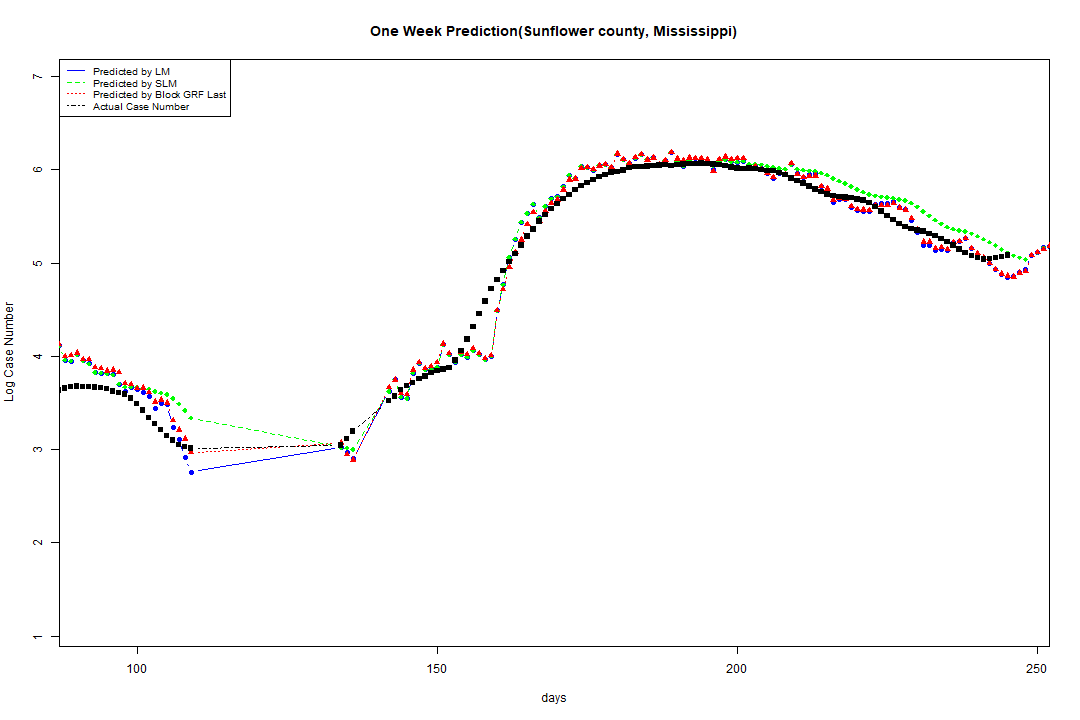 One Week Prediction(Sunflower county, Mississippi)
Predicted by LM
Predicted by SLM
Predicted by Block GRF Last
Actual Case Number
7
6
5
4
3
2
1
Log Case Number
100 150 200 250
days